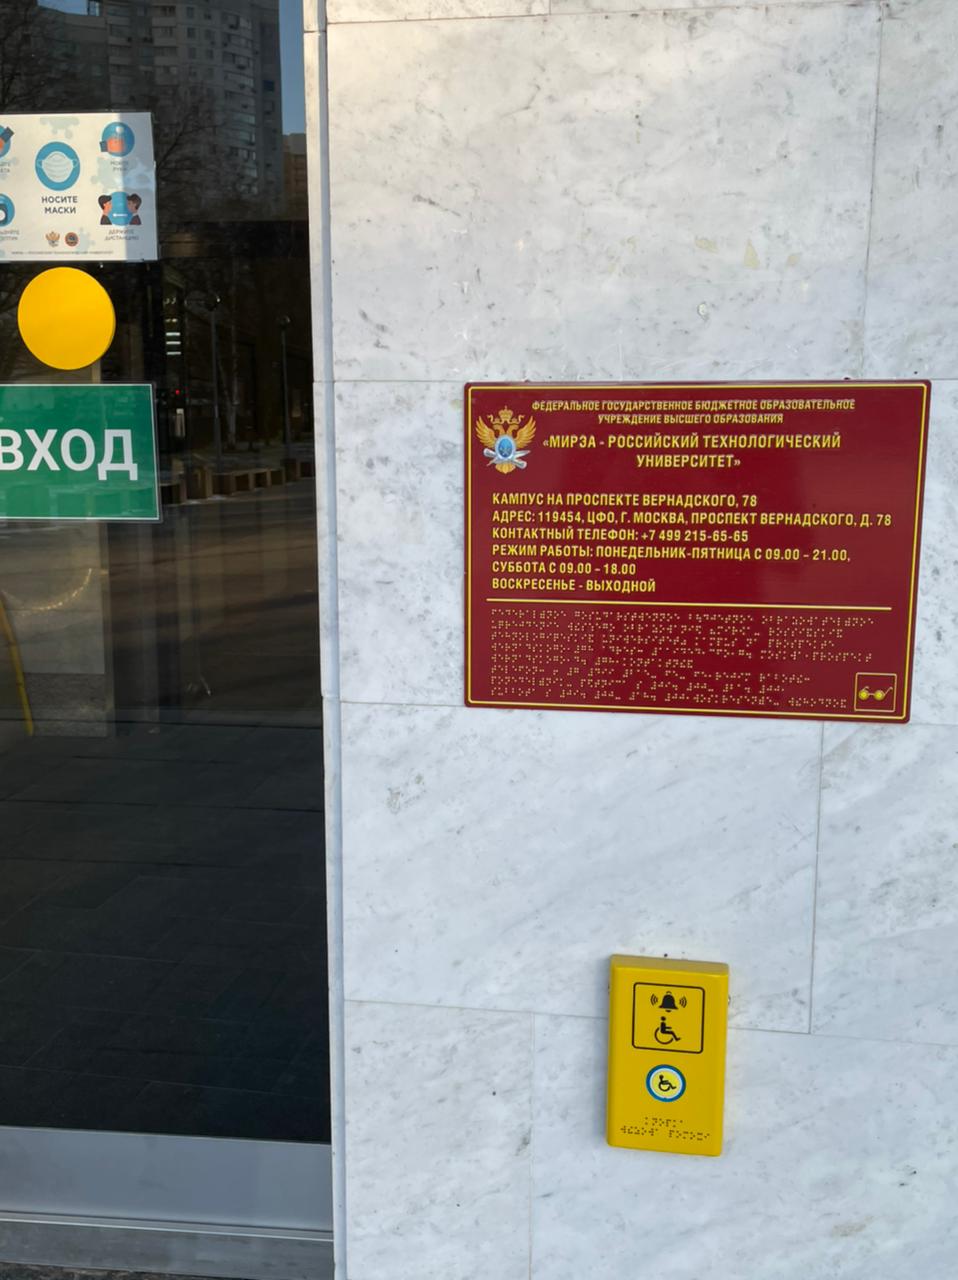 НОСИТЕ
МАСКИ
ДЕРЖИТЕ
ДИСТАНЦИЮ
ВХОД
ФЕДЕРАЛЬНОЕ ГОСУДАРСТВЕННОЕ БЮДЖЕТНОЕ ОБРАЗОВАТЕЛЬНОЕ
УЧРЕЖДЕНИЕ ВЫСШЕГО ОБРАЗОВАНИЯ
«МИРЭА - РОССИЙСКИЙ ТЕХНОЛОГИЧЕСКИЙ
УНИВЕРСИТЕТ»
КАМПУС НА ПРОСПЕКТЕ ВЕРНАДСКОГО, 78
АДРЕС: 119454, ЦФО, Г. МОСКВА, ПРОСПЕКТ ВЕРНАДСКОГО, Д. 78
КОНТАКТНЫЙ ТЕЛЕФОН: +7 499 215-65-65
РЕЖИМ РАБОТЫ: ПОНЕДЕЛЬНИК-ПЯТНИЦА С 09.00 - 21.00,
СУББОТА С 09.00 - 18.00
ВОСКРЕСЕНЬЕ - ВЫХОДНОЙ